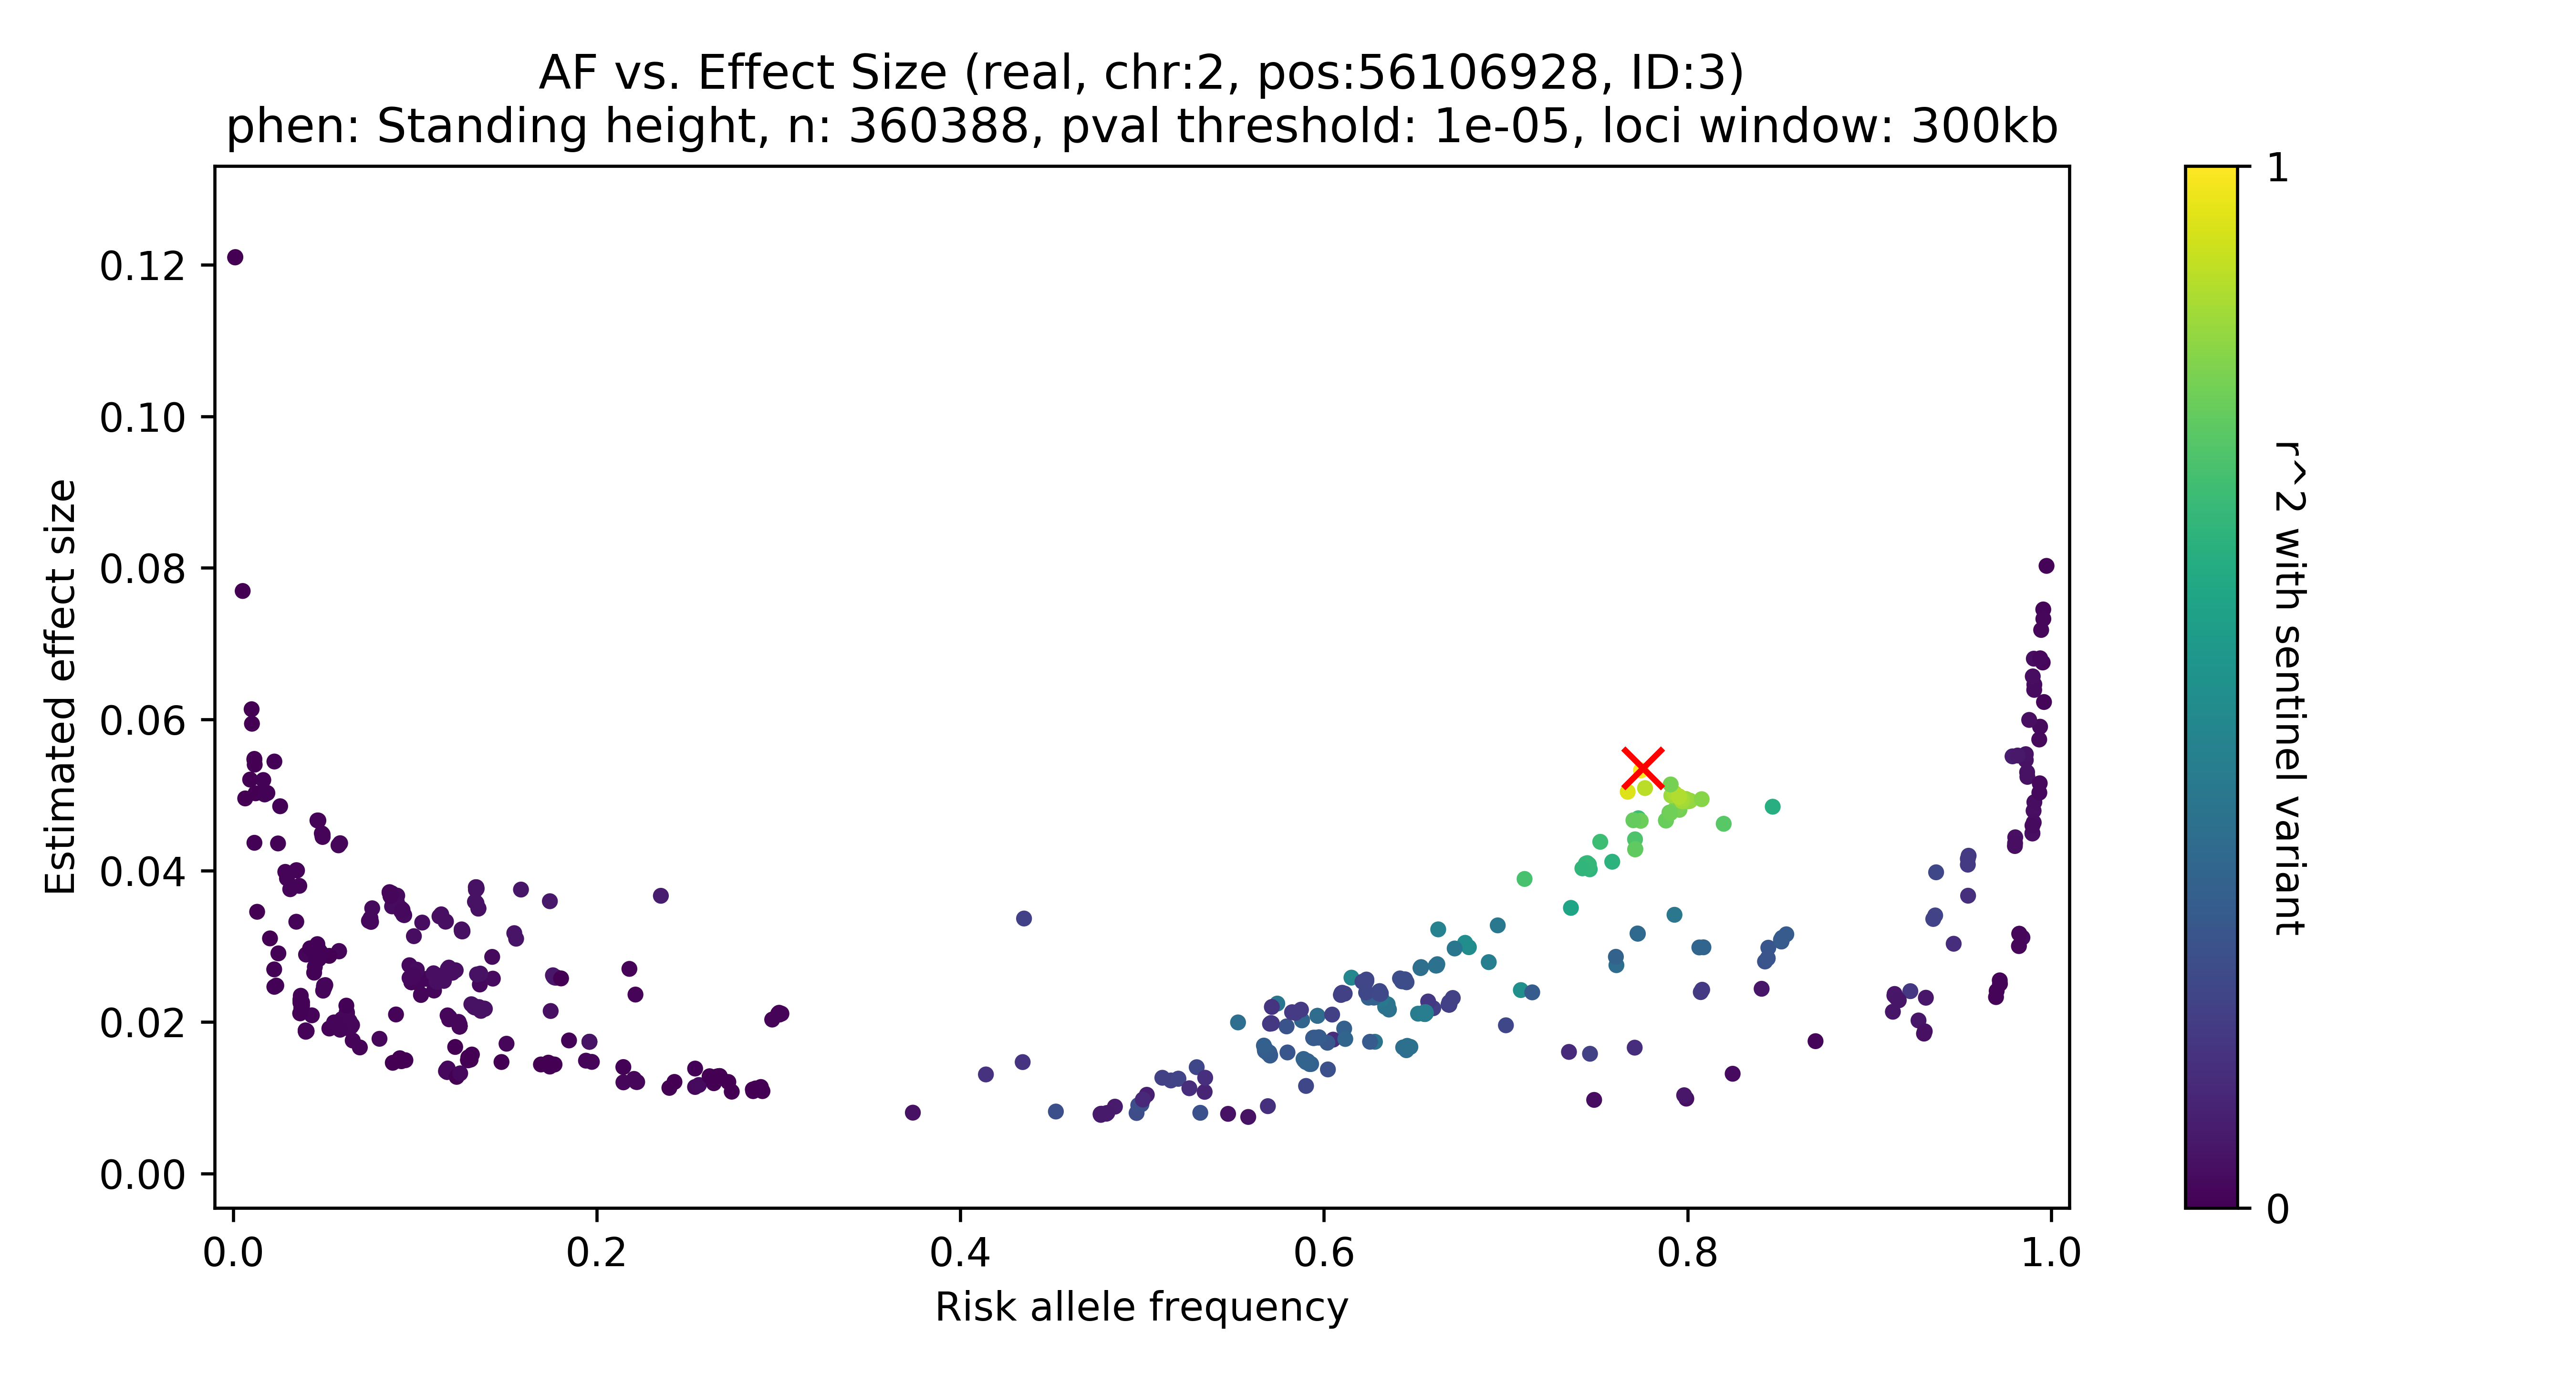 AF vs. Effect Size (real, chr:2, pos:56106928, ID:3)
phen: Standing height, n: 360388, pval threshold: 1e-05, loci window: 300kb
Estimated effect size
0.12
0.10
0.08
0.06
0.04
0.02
0.00
0.0 0.2 0.4 0.6 0.8 1.0
Risk allele frequency
1
r^2 with sentinel variant
0